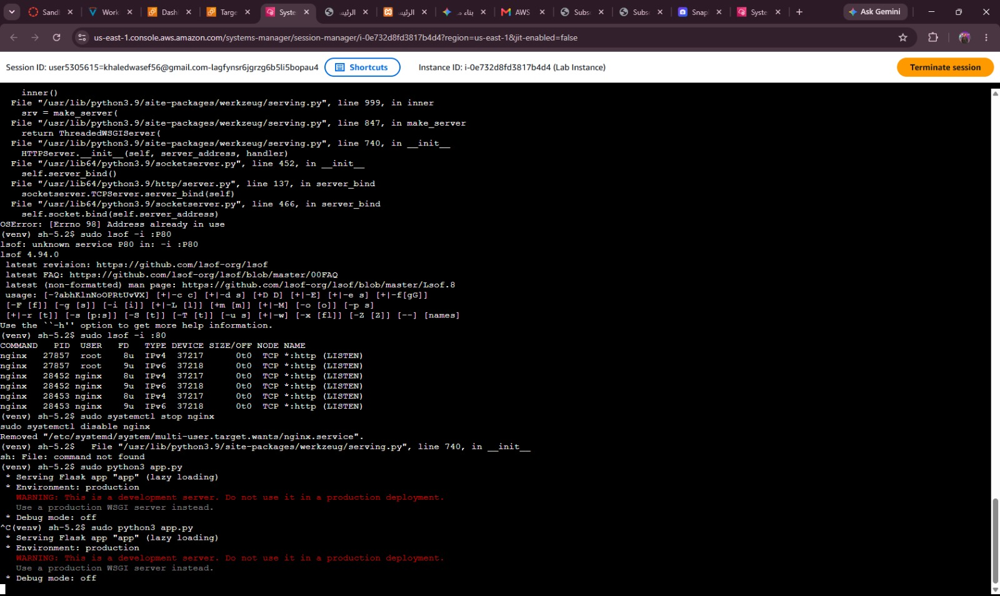 Sandl
Work
Dash
Targe
Syste
الرئيس
الرئيس
بناء م
AWS
Subs
Subs
Snap
Syste
Ask Gemini
us-east-1.console.aws.amazon.com/systems-manager/session-manager/i-0e732d8fd3817b4d4?region=us-east-1&jit-enabled=false
Session ID: user5305615=khaledwasef56@gmail.com-lagfynsr6jgrzg6b5li5bopau4
Shortcuts
Instance ID: i-0e732d8fd3817b4d4 (Lab Instance)
Terminate session
inner()
File "/usr/lib/python3.9/site-packages/werkzeug/serving.py", line 999, in inner
srv = make_server(
File "/usr/lib/python3.9/site-packages/werkzeug/serving.py", line 847, in make_server
return ThreadedWSGIServer(
File "/usr/lib/python3.9/site-packages/werkzeug/serving.py", line 740, in __init__
HTTPServer.__init__(self, server_address, handler)
File "/usr/lib64/python3.9/socketserver.py", line 452, in __init__
self.server_bind()
File "/usr/lib64/python3.9/http/server.py", line 137, in server_bind
socketserver.TCPServer.server_bind(self)
File "/usr/lib64/python3.9/socketserver.py", line 466, in server_bind
self.socket.bind(self.server_address)
OSError: [Errno 98] Address already in use
(venv) sh-5.2$ sudo lsof -i :P80
lsof: unknown service P80 in: -i :P80
lsof 4.94.0
latest revision: https://github.com/lsof-org/lsof
latest FAQ: https://github.com/lsof-org/lsof/blob/master/00FAQ
latest (non-formatted) man page: https://github.com/lsof-org/lsof/blob/master/Lsof.8
usage: [-?abhKlnNoOPRtUvVX] [+|-c c] [+|-d s] [+D D] [+|-E] [+|-e s] [+|-f[gG]]
[-F [f]] [-g [s]] [-i [i]] [+|-L [l]] [+m [m]] [+|-M] [-o [o]] [-p s]
[+|-r [t]] [-s [p:s]] [-S [t]] [-T [t]] [-u s] [+|-w] [-x [fl]] [-Z [Z]] [--] [names]
Use the ``-h'' option to get more help information.
(venv) sh-5.2$ sudo lsof -i :80
COMMAND   PID  USER   FD   TYPE DEVICE SIZE/OFF NODE NAME
nginx   27857  root    8u  IPv4  37217      0t0  TCP *:http (LISTEN)
nginx   27857  root    9u  IPv6  37218      0t0  TCP *:http (LISTEN)
nginx   28452 nginx    8u  IPv4  37217      0t0  TCP *:http (LISTEN)
nginx   28452 nginx    9u  IPv6  37218      0t0  TCP *:http (LISTEN)
nginx   28453 nginx    8u  IPv4  37217      0t0  TCP *:http (LISTEN)
nginx   28453 nginx    9u  IPv6  37218      0t0  TCP *:http (LISTEN)
(venv) sh-5.2$ sudo systemctl stop nginx
sudo systemctl disable nginx
Removed "/etc/systemd/system/multi-user.target.wants/nginx.service".
(venv) sh-5.2$   File "/usr/lib/python3.9/site-packages/werkzeug/serving.py", line 740, in __init__
sh: File: command not found
(venv) sh-5.2$ sudo python3 app.py
* Serving Flask app "app" (lazy loading)
* Environment: production
WARNING: This is a development server. Do not use it in a production deployment.
Use a production WSGI server instead.
* Debug mode: off
^C(venv) sh-5.2$ sudo python3 app.py
* Serving Flask app "app" (lazy loading)
* Environment: production
WARNING: This is a development server. Do not use it in a production deployment.
Use a production WSGI server instead.
* Debug mode: off